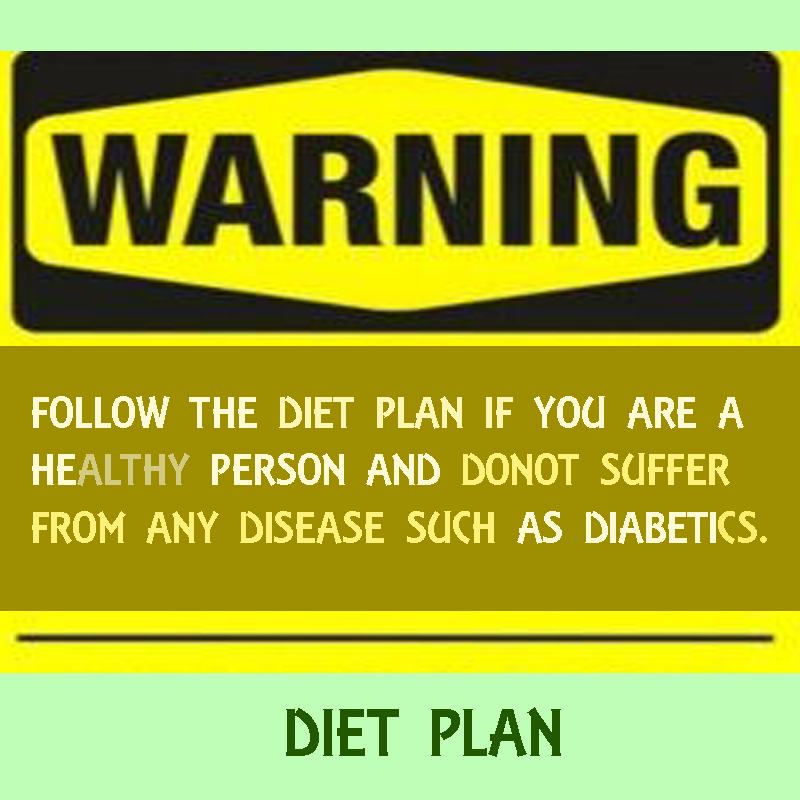 WARNING
FOLLOW THE DIET PLAN IF YOU ARE A
HEALTHY PERSON AND DONOT SUFFER
FROM ANY DISEASE SUCH AS DIABETICS.
DIET PLAN